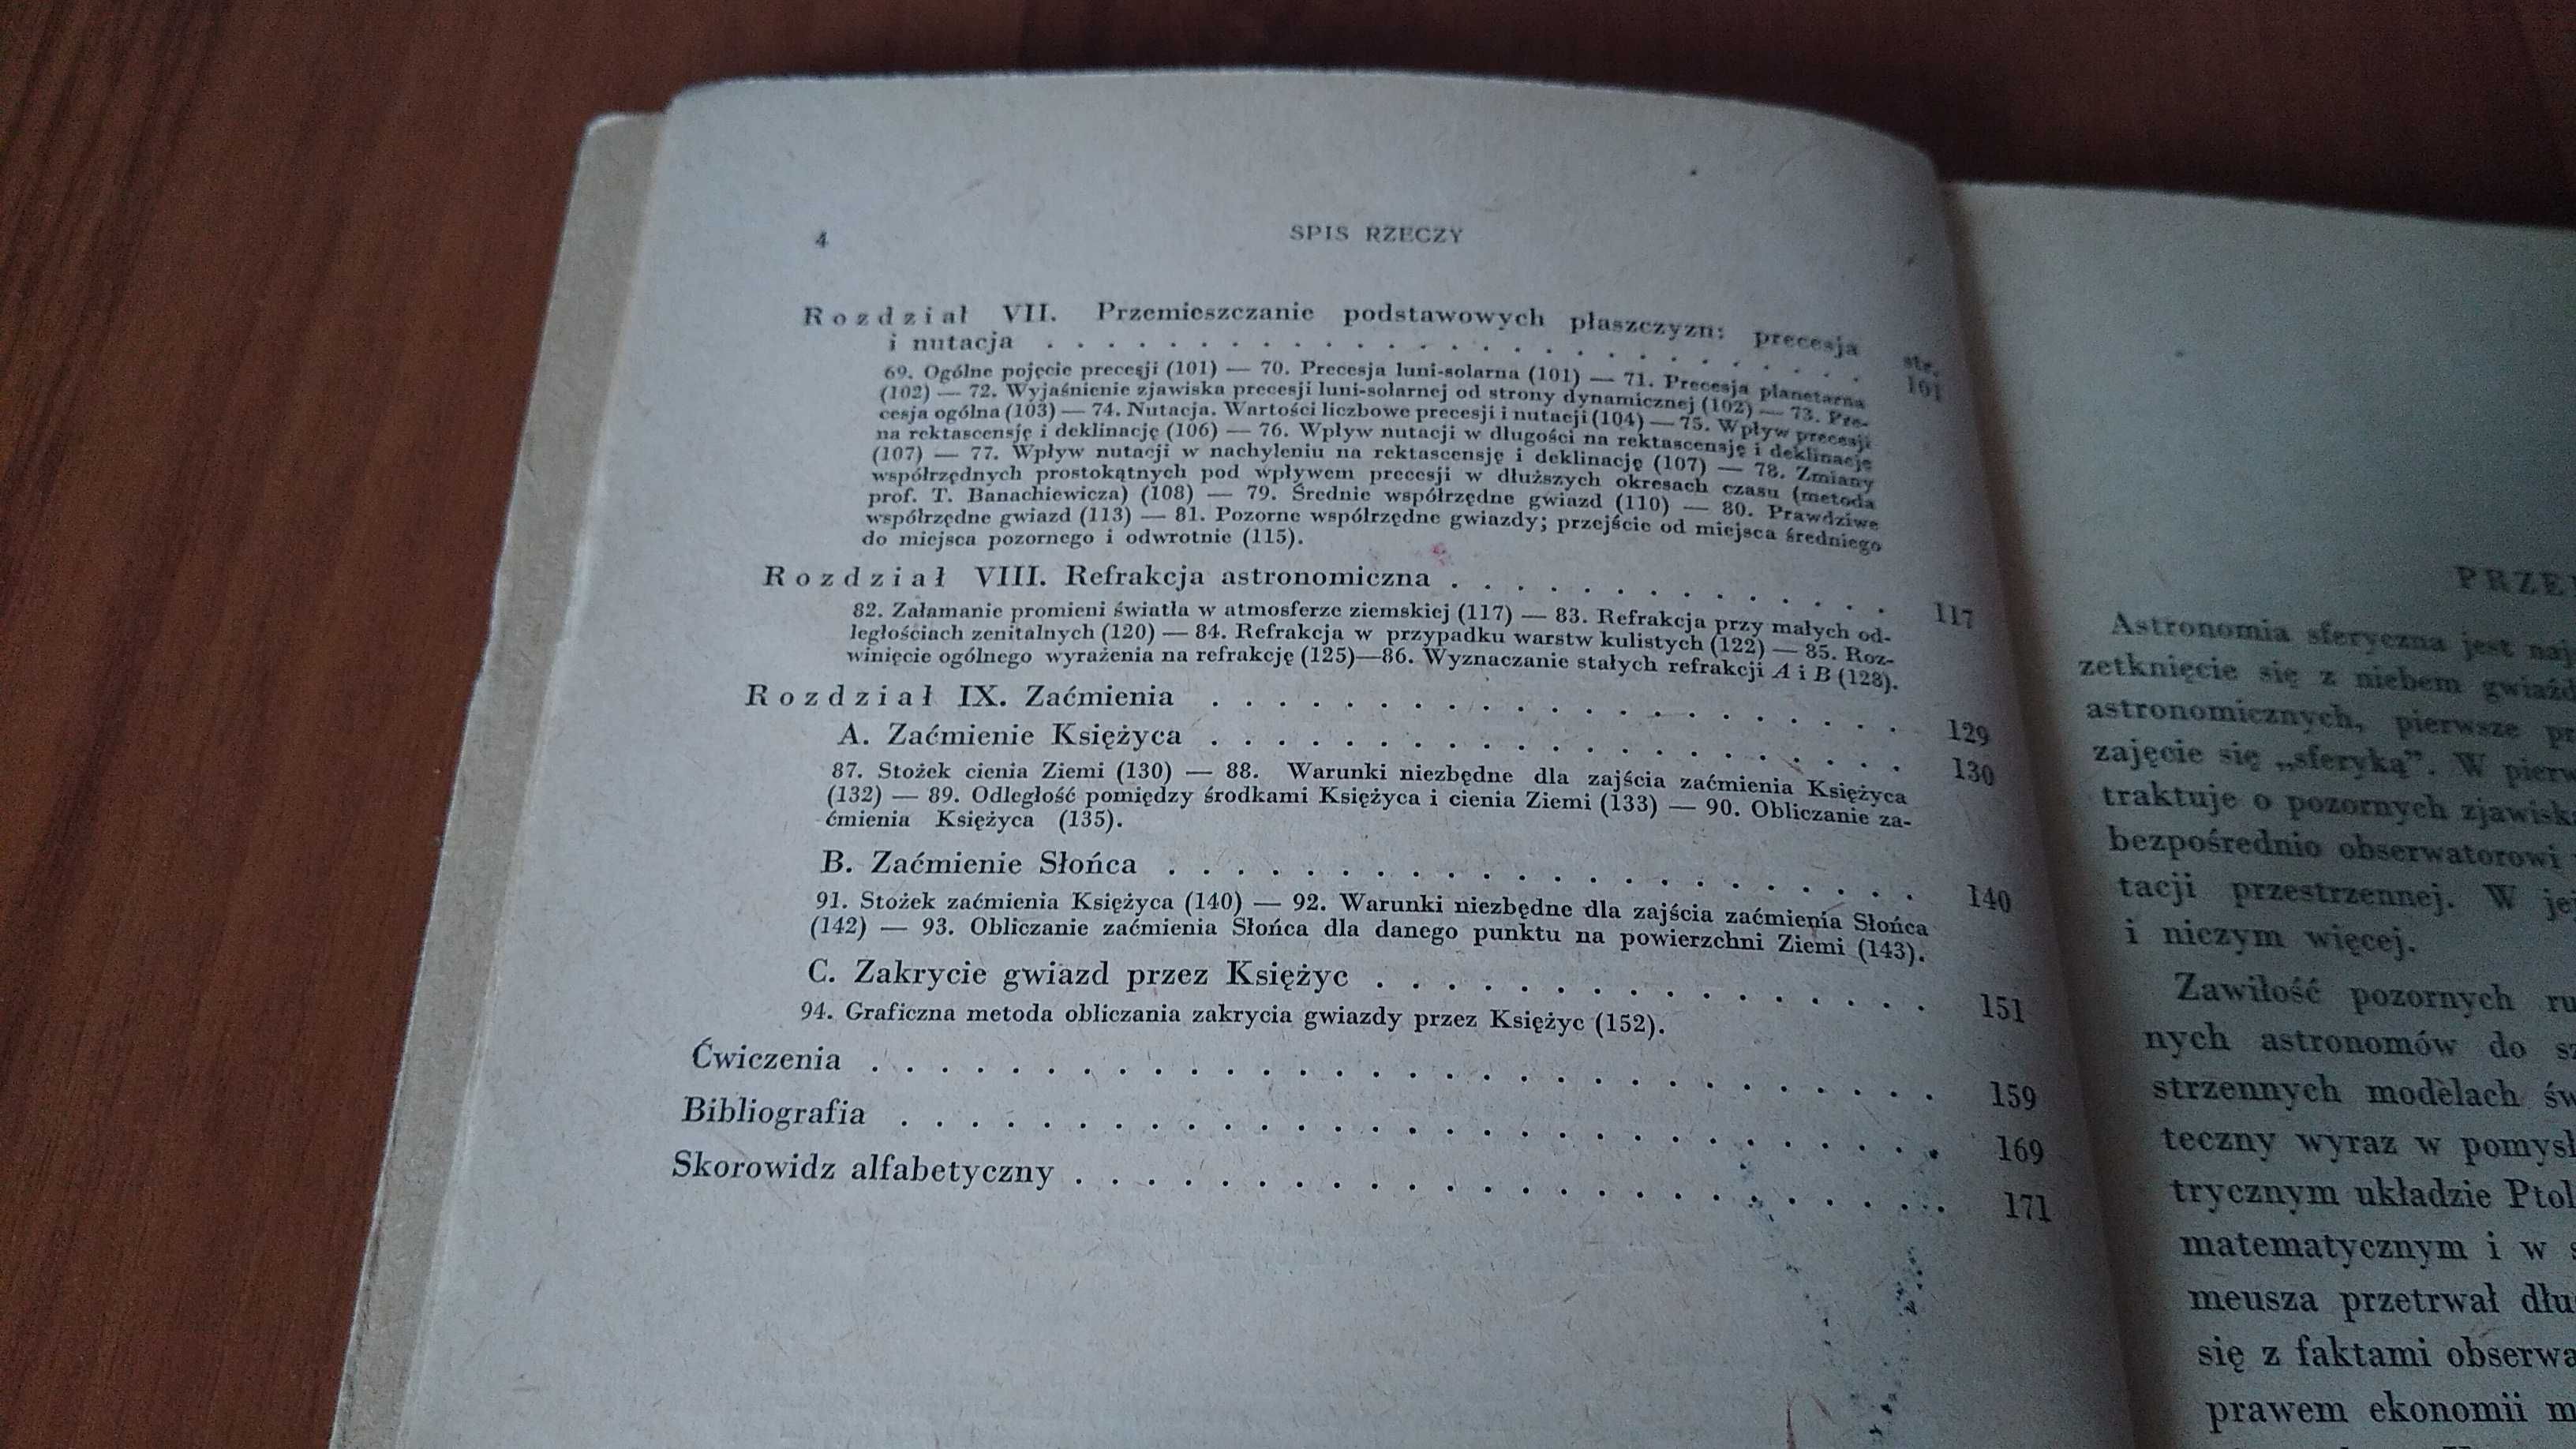 4
SPIS RZECZY
Rozdział VII. Przemieszczanie podstawowych płaszczyzn: precesja
str.
i nutacja . . . . . . . . . . . . . . . . . . . . 101
69. Ogólne pojęcie precesji (101) — 70. Precesja luni-solarna (101) — 71. Precesja planetarna
(102) — 72. Wyjaśnienie zjawiska precesji luni-solarnej od strony dynamicznej (102) — 73. Pre-
cesja ogólna (103) — 74. Nutacja. Wartości liczbowe precesji i nutacji (104) — 75. Wpływ precesji
na rektascensję i deklinację (106) — 76. Wpływ nutacji w długości na rektascensję i deklinację
(107) — 77. Wpływ nutacji w nachyleniu na rektascensję i deklinację (107) — 78. Zmiany
współrzędnych prostokątnych pod wpływem precesji w dłuższych okresach czasu (metoda
prof. T. Banachiewicza) (108) — 79. Średnie współrzędne gwiazd (110) — 80. Prawdziwe
współrzędne gwiazd (113) — 81. Pozorne współrzędne gwiazdy; przejście od miejsca średniego
do miejsca pozornego i odwrotnie (115).
Rozdział VIII. Refrakcja astronomiczna . . . . . . . . . . . . . 117
82. Załamanie promieni światła w atmosferze ziemskiej (117) — 83. Refrakcja przy małych od-
ległościach zenitalnych (120) — 84. Refrakcja w przypadku warstw kulistych (122) — 85. Roz-
winięcie ogólnego wyrażenia na refrakcję (125)—86. Wyznaczanie stałych refrakcji A i B (128).
Rozdział IX. Zaćmienia . . . . . . . . . . . . . . . . . . . . 129
A. Zaćmienie Księżyca . . . . . . . . . . . . . . . . . . . . 130
87. Stożek cienia Ziemi (130) — 88. Warunki niezbędne dla zajścia zaćmienia Księżyca
(132) — 89. Odległość pomiędzy środkami Księżyca i cienia Ziemi (133) — 90. Obliczanie za-
ćmienia Księżyca (135).
B. Zaćmienie Słońca . . . . . . . . . . . . . . . . . . . . . 140
91. Stożek zaćmienia Księżyca (140) — 92. Warunki niezbędne dla zajścia zaćmienia Słońca
(142) — 93. Obliczanie zaćmienia Słońca dla danego punktu na powierzchni Ziemi (143).
C. Zakrycie gwiazd przez Księżyc . . . . . . . . . . . . . . . . 151
94. Graficzna metoda obliczania zakrycia gwiazdy przez Księżyc (152).
Ćwiczenia . . . . . . . . . . . . . . . . . . . . . . . . . . . . . . 159
Bibliografia . . . . . . . . . . . . . . . . . . . . . . . . . . . . . 169
Skorowidz alfabetyczny . . . . . . . . . . . . . . . . . . . . . . . . 171
PRZE
Astronomia sferyczna jest naj
zetknięcie się z niebem gwiaźd
astronomicznych, pierwsze pr
zajęcie się „sferyką”. W pierw
traktuje o pozornych zjawisk
bezpośrednio obserwatorowi
tacji przestrzennej. W je
i niczym więcej.
Zawiłość pozornych ru
nych astronomów do s
strzennych modelach św
teczny wyraz w pomysł
trycznym układzie Ptol
matematycznym i w s
meusza przetrwał dłu
się z faktami obserwa
prawem ekonomii m